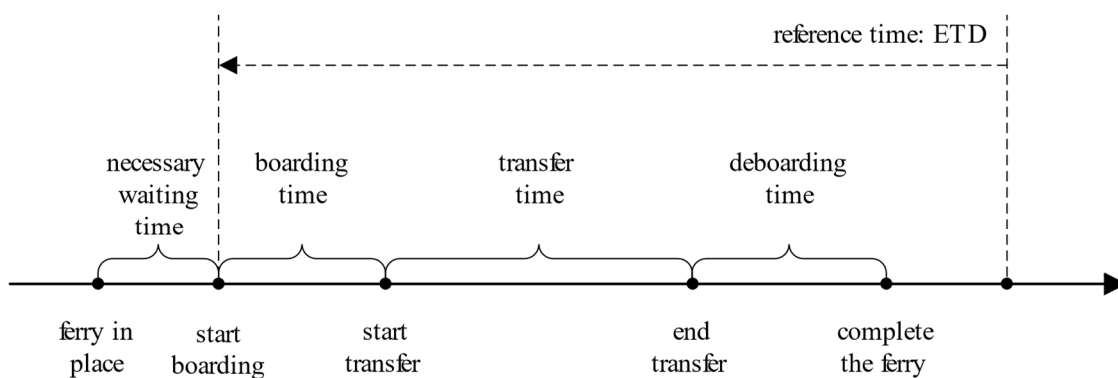 reference time: ETD
necessary
waiting
time
boarding
time
transfer
time
deboarding
time
ferry in
place
start
boarding
start
transfer
end
transfer
complete
the ferry